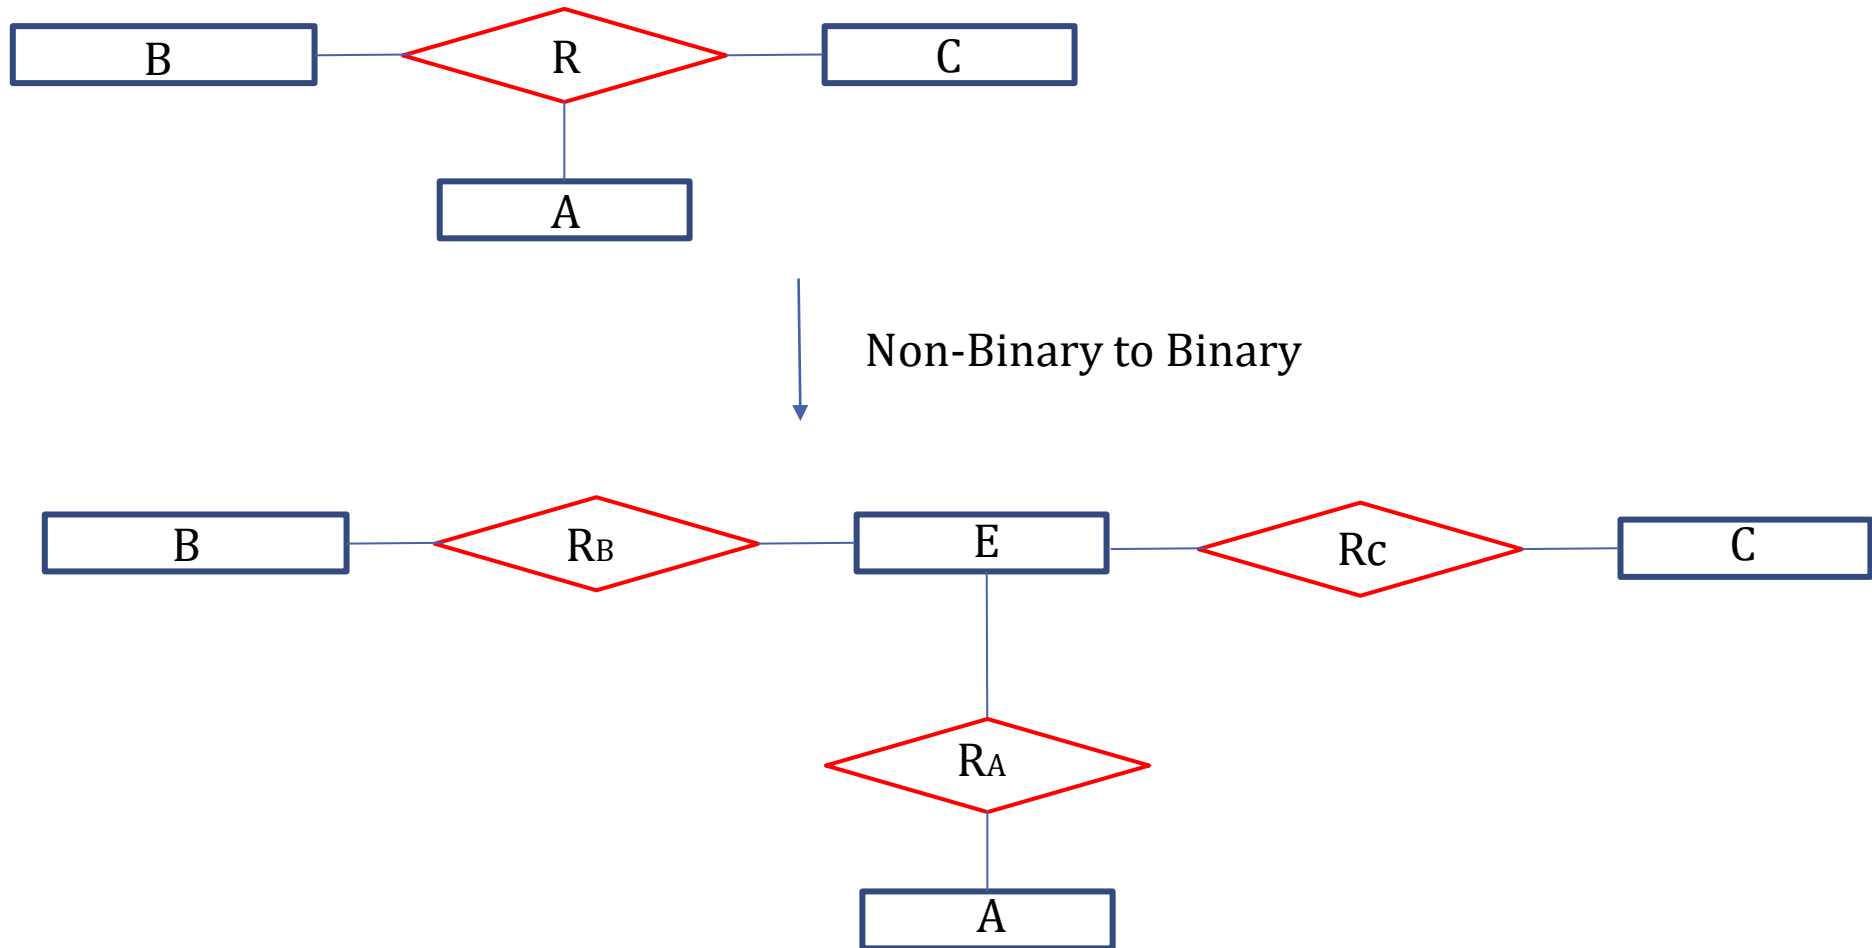 B R C
A
Non-Binary to Binary
B RB E Rc C
RA
A